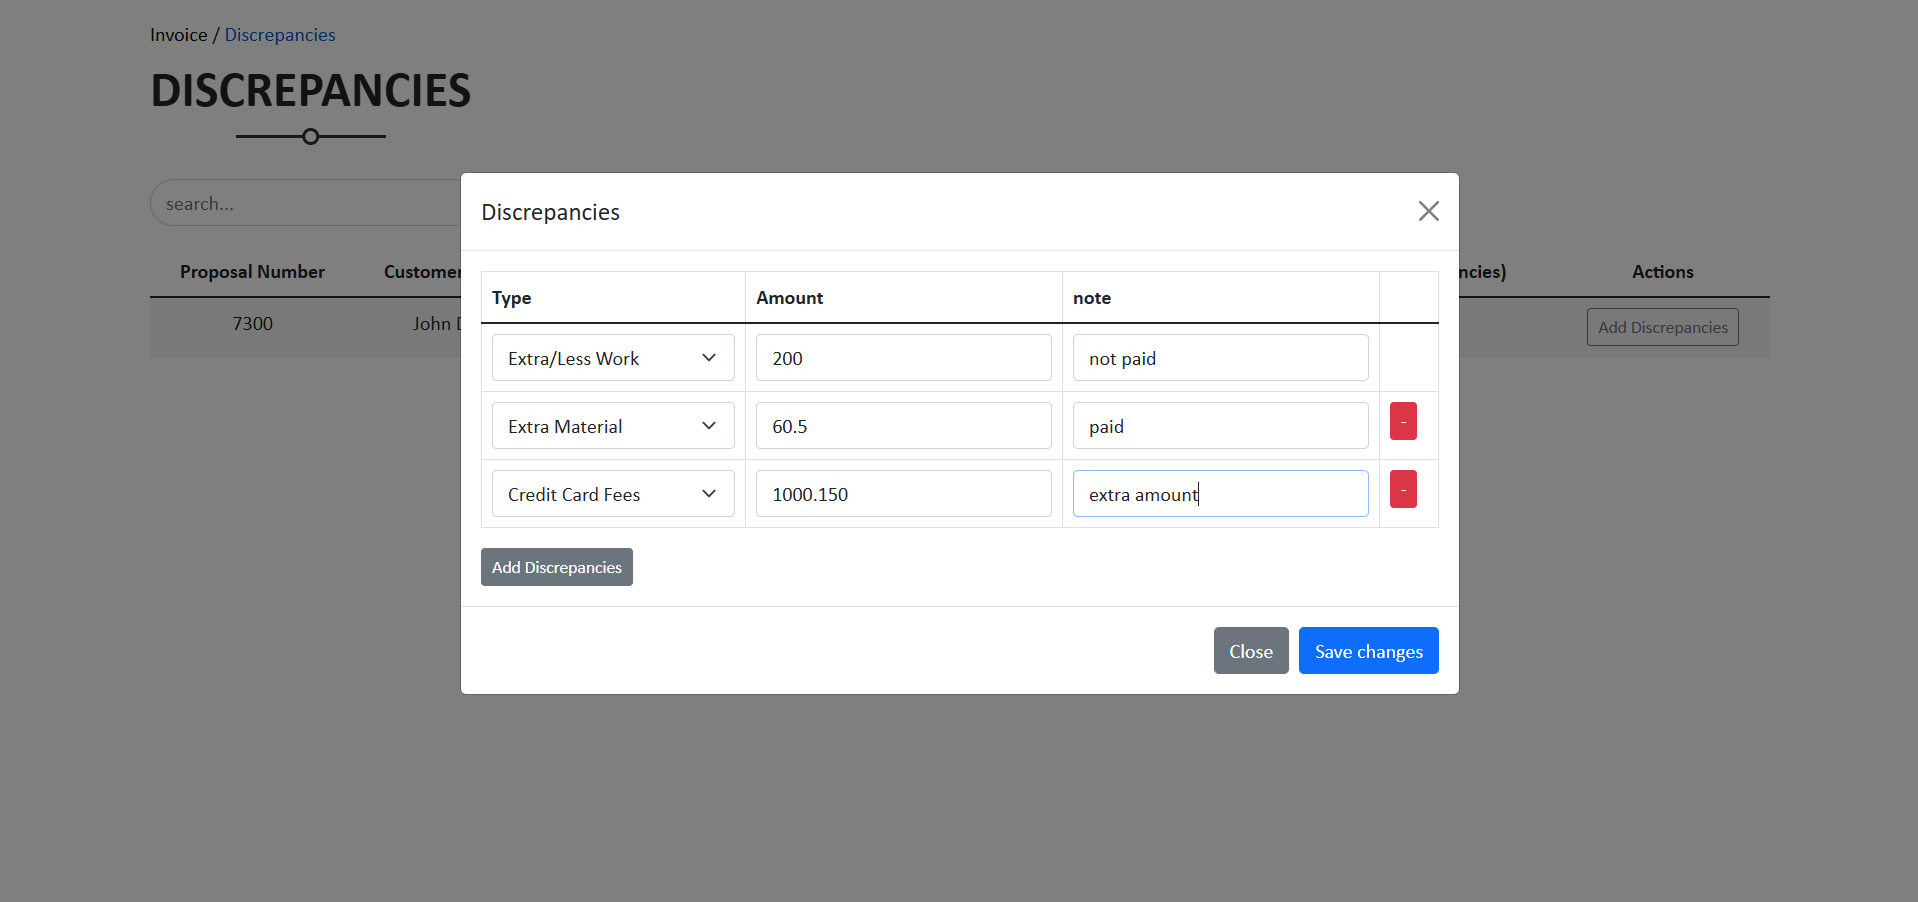 Invoice / Discrepancies
DISCREPANCIES
search...
Proposal Number Customer ncies) Actions
7300 John D Add Discrepancies
Discrepancies
Type Amount note
Extra/Less Work 200 not paid
Extra Material 60.5 paid -
Credit Card Fees 1000.150 extra amount -
Add Discrepancies
Close Save changes